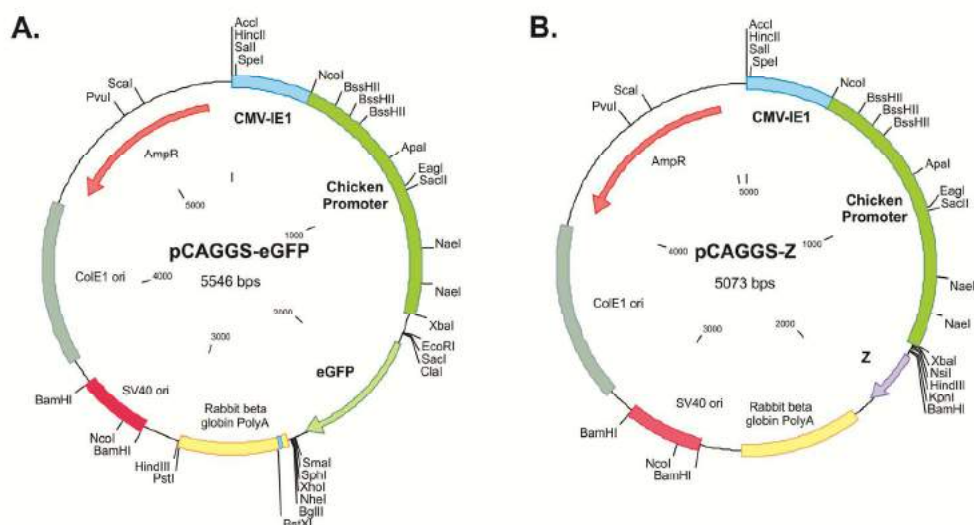 A.
AccI
HincII
SalI
SpeI
NcoI
BssHII
BssHII
BssHII
ApaI
EagI
SacII
NaeI
NaeI
XbaI
EcoRI
SacI
ClaI
SmaI
SphI
XhoI
NheI
BglII
BstXI
PstI
HindIII
BamHI
NcoI
BamHI
PvuI
ScaI
CMV-IE1
Chicken
Promoter
AmpR
5000
1000
pCAGGS-eGFP
5546 bps
ColE1 ori
4000
2000
3000
eGFP
SV40 ori
Rabbit beta
globin PolyA
B.
AccI
HincII
SalI
SpeI
NcoI
BssHII
BssHII
BssHII
ApaI
EagI
SacII
NaeI
NaeI
XbaI
NsiI
HindIII
KpnI
BamHI
BamHI
NcoI
BamHI
PvuI
ScaI
CMV-IE1
Chicken
Promoter
AmpR
5000
1000
pCAGGS-Z
5073 bps
ColE1 ori
4000
3000
2000
Z
SV40 ori
Rabbit beta
globin PolyA